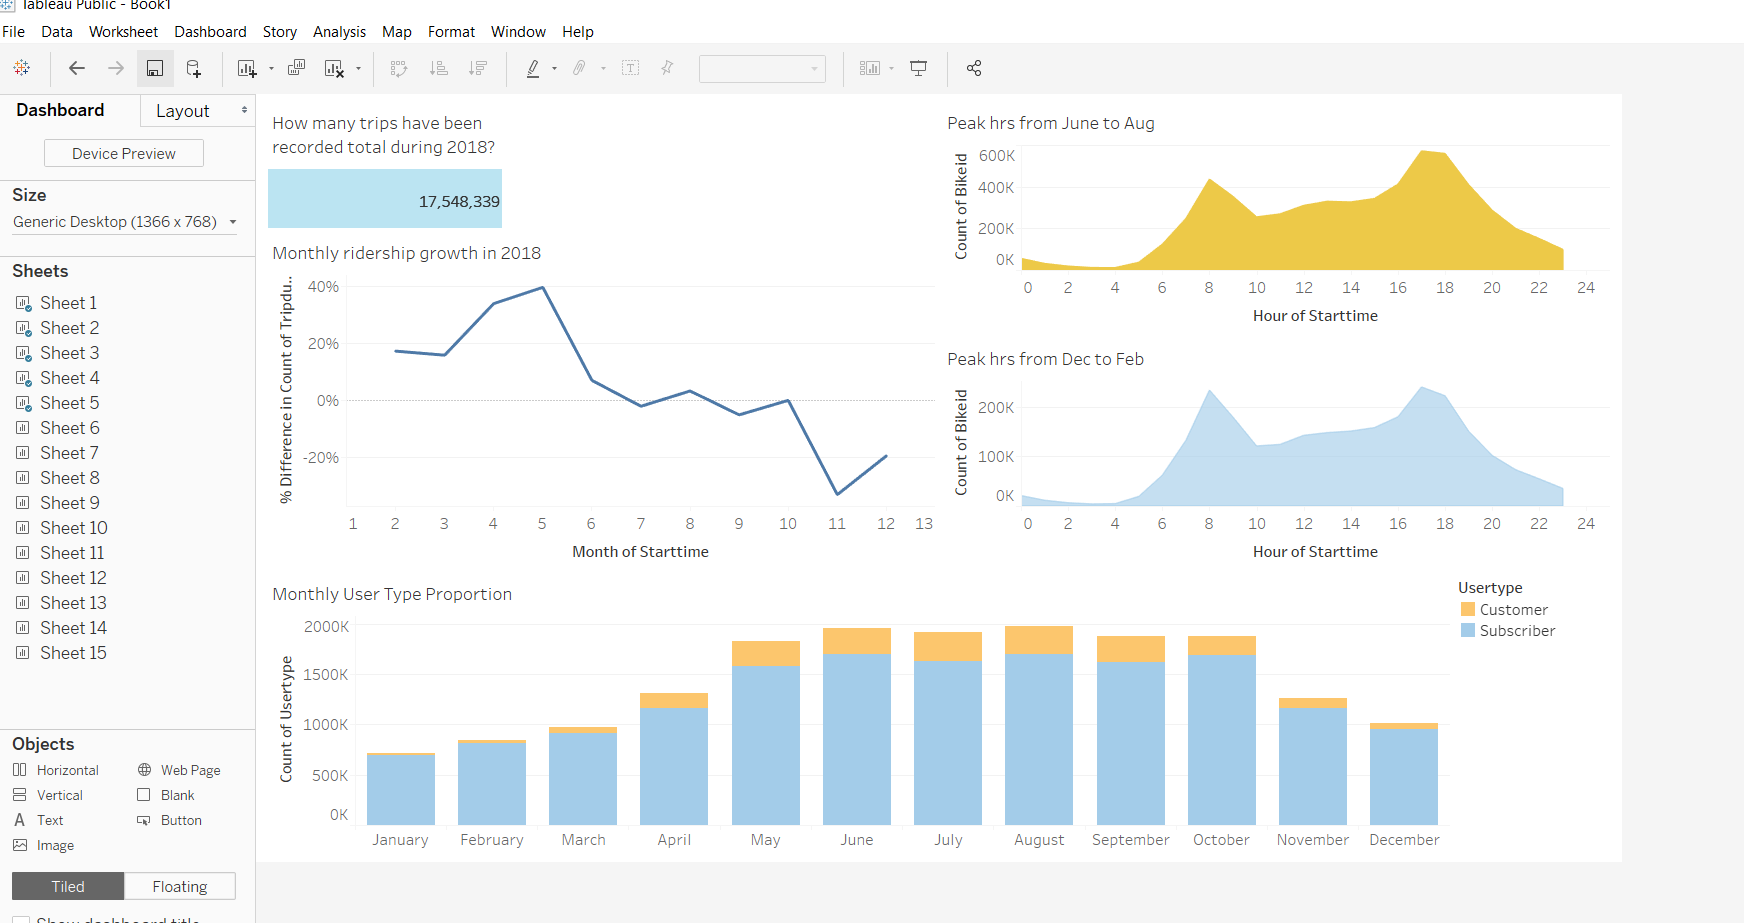 Tableau Public - Book1
File Data Worksheet Dashboard Story Analysis Map Format Window Help
Dashboard Layout
Device Preview
Size
Generic Desktop (1366 x 768)
Sheets
Sheet 1
Sheet 2
Sheet 3
Sheet 4
Sheet 5
Sheet 6
Sheet 7
Sheet 8
Sheet 9
Sheet 10
Sheet 11
Sheet 12
Sheet 13
Sheet 14
Sheet 15
Objects
Horizontal Web Page
Vertical Blank
A Text Button
Image
Tiled Floating
Show dashboard title
How many trips have been
recorded total during 2018?
17,548,339
Monthly ridership growth in 2018
% Difference in Count of Tripdu..
40%
20%
0%
-20%
1 2 3 4 5 6 7 8 9 10 11 12 13
Month of Starttime
Peak hrs from June to Aug
Count of Bikeid
600K
400K
200K
0K
0 2 4 6 8 10 12 14 16 18 20 22 24
Hour of Starttime
Peak hrs from Dec to Feb
Count of Bikeid
200K
100K
0K
0 2 4 6 8 10 12 14 16 18 20 22 24
Hour of Starttime
Monthly User Type Proportion
Count of Usertype
2000K
1500K
1000K
500K
0K
January February March April May June July August September October November December
Usertype
Customer
Subscriber